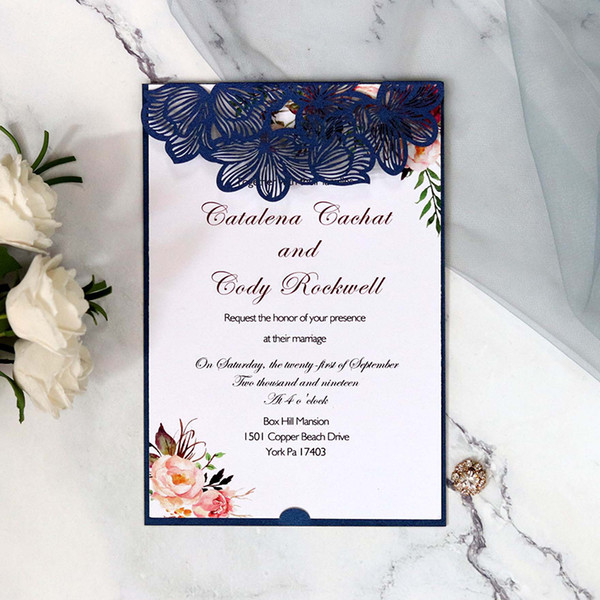 with their
Catalena Cachat
and
Cody Rockwell
Request the honor of your presence
at their marriage
On Saturday, the twenty-first of September
Two thousand and nineteen
At 4 o'clock
Box Hill Mansion
1501 Copper Beach Drive
York Pa 17403